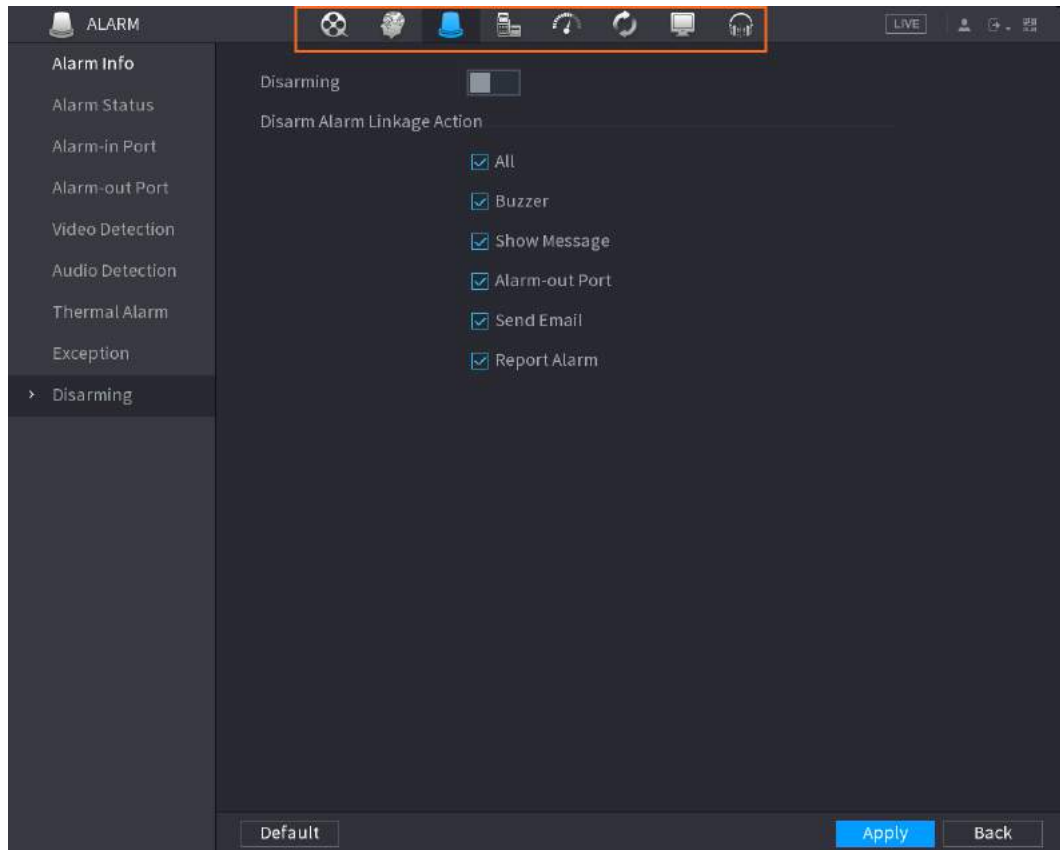 ALARM
LIVE
Alarm Info
Alarm Status
Alarm-in Port
Alarm-out Port
Video Detection
Audio Detection
Thermal Alarm
Exception
> Disarming
Disarming
Disarm Alarm Linkage Action
All
Buzzer
Show Message
Alarm-out Port
Send Email
Report Alarm
Default
Apply
Back